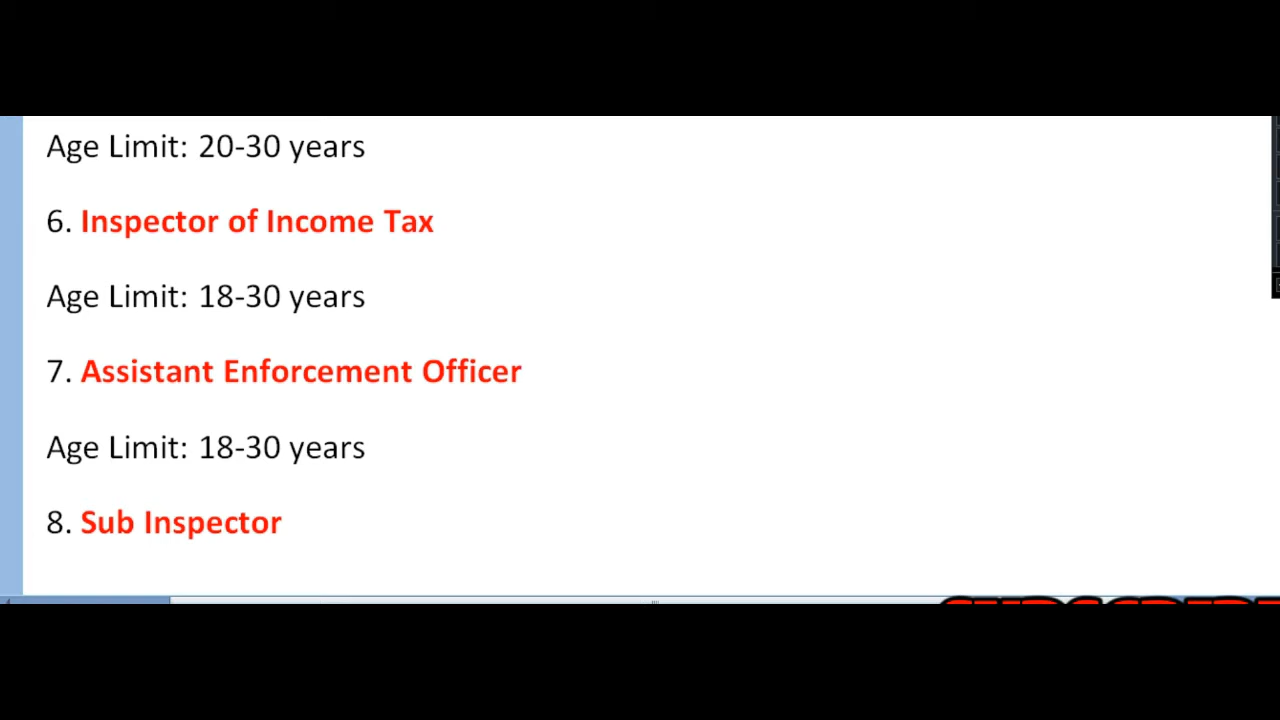 Age Limit: 20-30 years
6. Inspector of Income Tax
Age Limit: 18-30 years
7. Assistant Enforcement Officer
Age Limit: 18-30 years
8. Sub Inspector